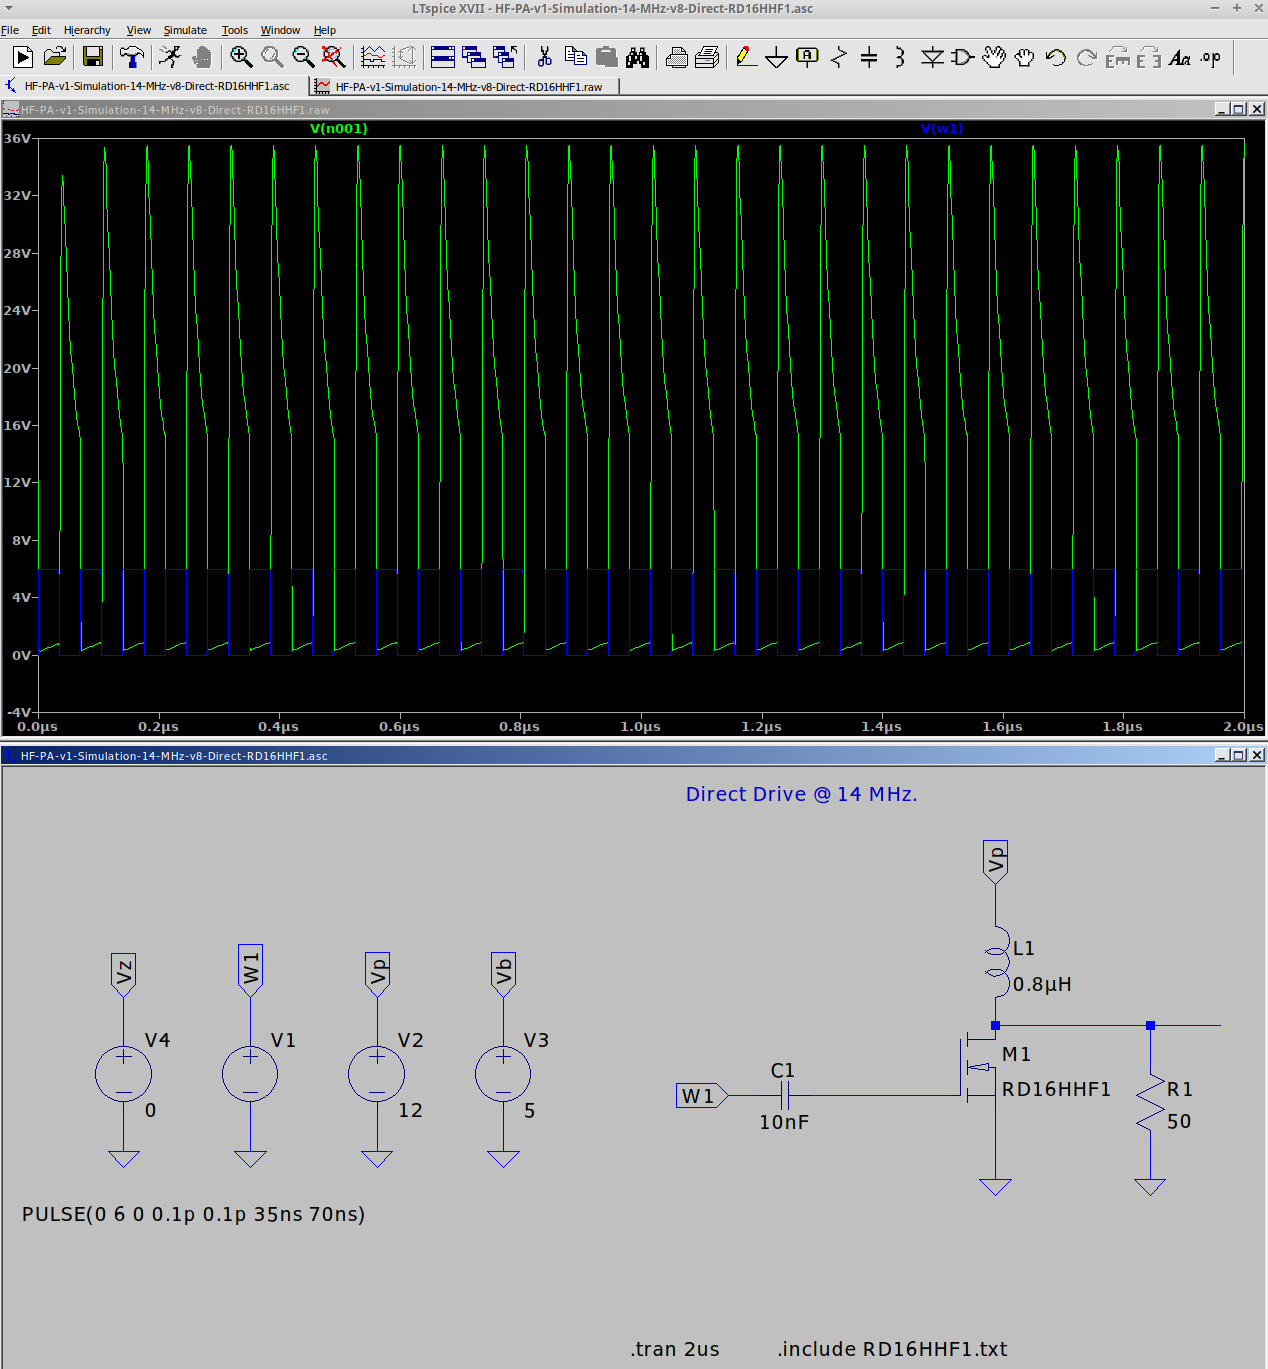 LTspice XVII - HF-PA-v1-Simulation-14-MHz-v8-Direct-RD16HHF1.asc
File Edit Hierarchy View Simulate Tools Window Help
A Aa .op
HF-PA-v1-Simulation-14-MHz-v8-Direct-RD16HHF1.asc HF-PA-v1-Simulation-14-MHz-v8-Direct-RD16HHF1.raw
HF-PA-v1-Simulation-14-MHz-v8-Direct-RD16HHF1.raw
V(n001) V(w1)
36V
32V
28V
24V
20V
16V
12V
8V
4V
0V
-4V
0.0µs 0.2µs 0.4µs 0.6µs 0.8µs 1.0µs 1.2µs 1.4µs 1.6µs 1.8µs 2.0µs
HF-PA-v1-Simulation-14-MHz-v8-Direct-RD16HHF1.asc
Direct Drive @ 14 MHz.
Vp
L1
0.8µH
Vz W1 Vp Vb
V4 V1 V2 V3
0 12 5
M1
RD16HHF1
C1
W1
10nF
R1
50
PULSE(0 6 0 0.1p 0.1p 35ns 70ns)
.tran 2us .include RD16HHF1.txt